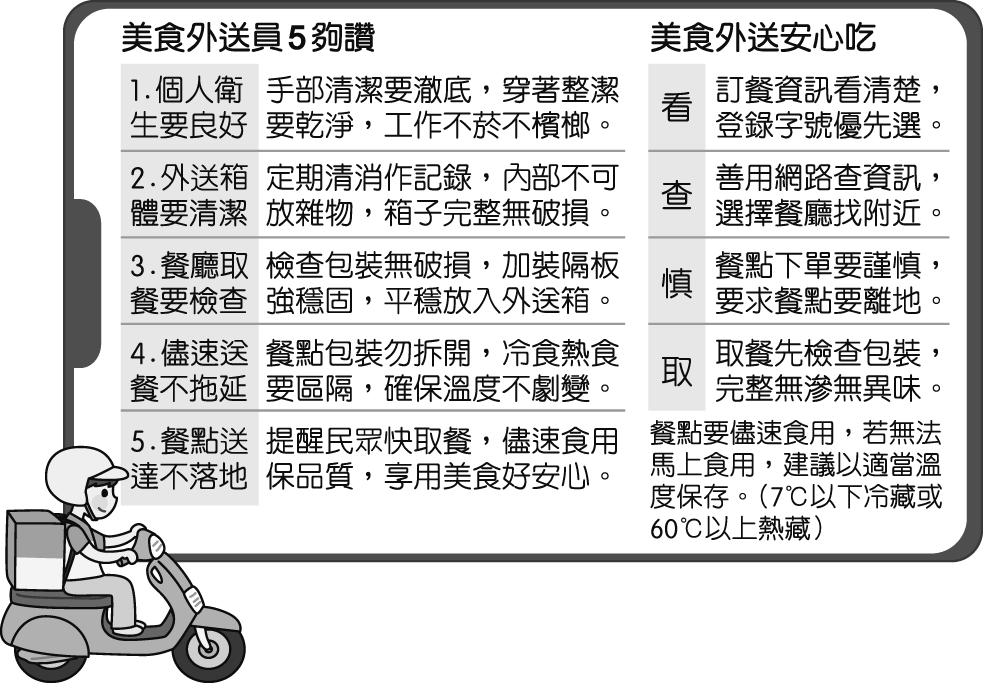 美食外送員5夠讚
1.個人衛
生要良好
手部清潔要澈底，穿著整潔
要乾淨，工作不菸不檳榔。
2.外送箱
體要清潔
定期清消作記錄，內部不可
放雜物，箱子完整無破損。
3.餐廳取
餐要檢查
檢查包裝無破損，加裝隔板
強穩固，平穩放入外送箱。
4.儘速送
餐不拖延
餐點包裝勿拆開，冷食熱食
要區隔，確保溫度不劇變。
5.餐點送
達不落地
提醒民眾快取餐，儘速食用
保品質，享用美食好安心。
美食外送安心吃
看
訂餐資訊看清楚，
登錄字號優先選。
查
善用網路查資訊，
選擇餐廳找附近。
慎
餐點下單要謹慎，
要求餐點要離地。
取
取餐先檢查包裝，
完整無滲無異味。
餐點要儘速食用，若無法
馬上食用，建議以適當溫
度保存。（7℃以下冷藏或
60℃以上熱藏）